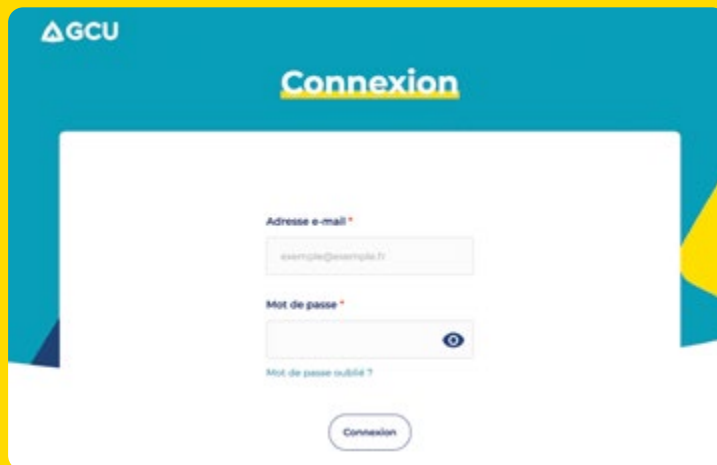 GCU
Connexion
Adresse e-mail *
exemple@exemple.fr
Mot de passe *
Mot de passe oublié ?
Connexion